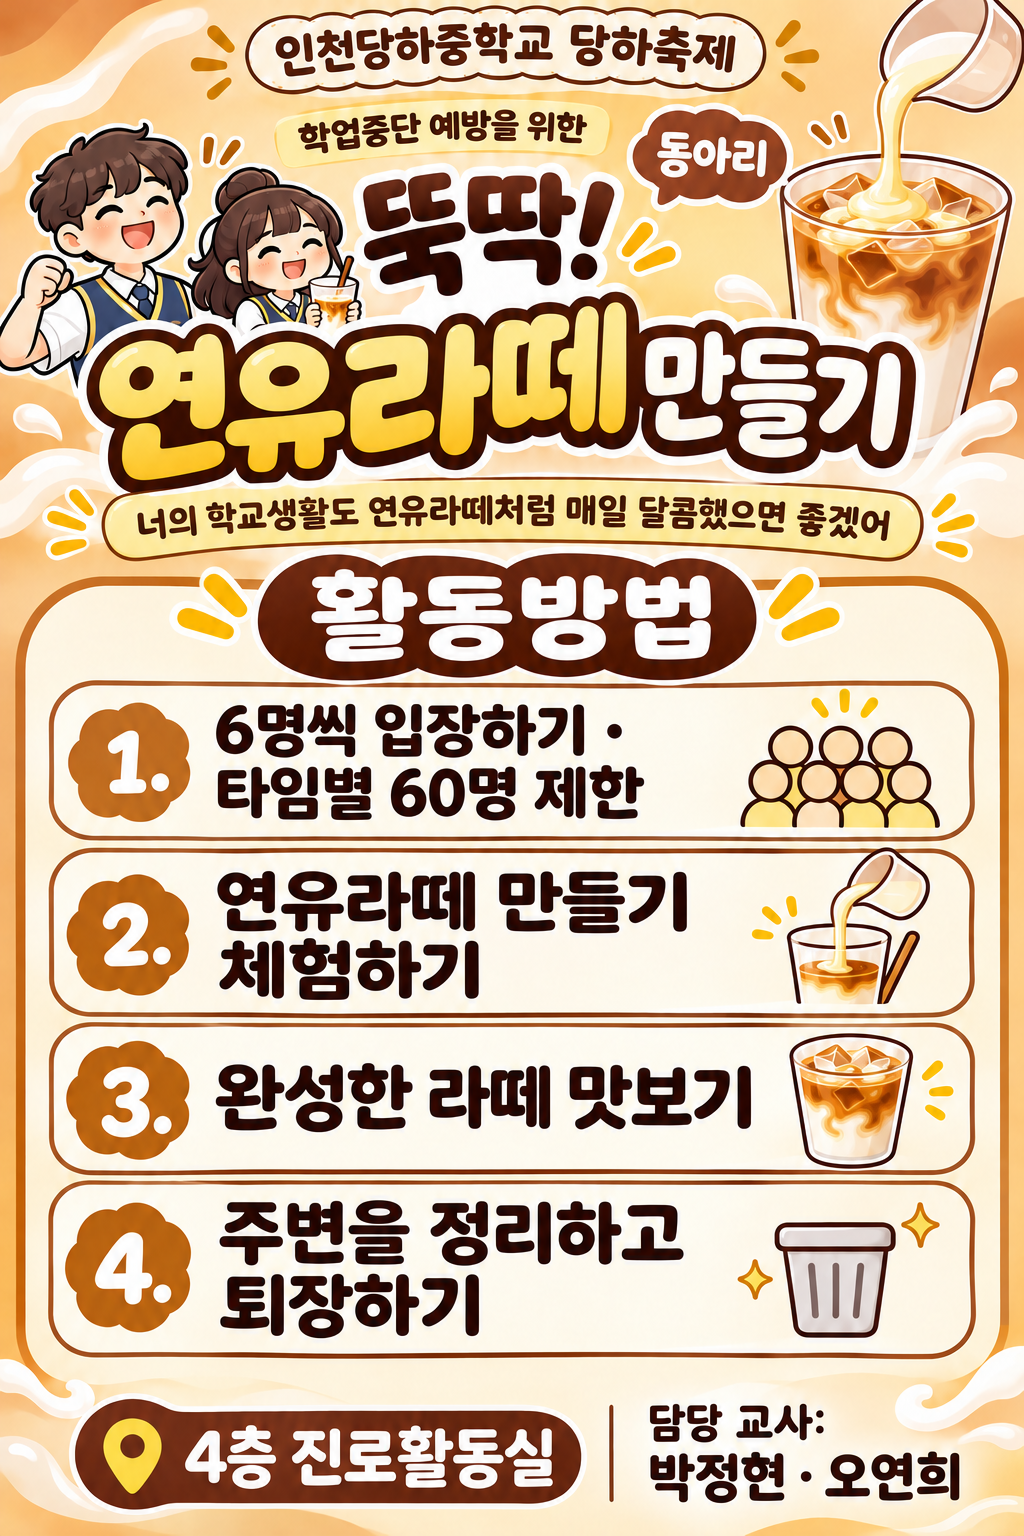 인천당하중학교 당하축제
학업중단 예방을 위한
동아리
뚝딱!
연유라떼 만들기
너의 학교생활도 연유라떼처럼 매일 달콤했으면 좋겠어
활동방법
1.
6명씩 입장하기 ·
타임별 60명 제한
2.
연유라떼 만들기
체험하기
3.
완성한 라떼 맛보기
4.
주변을 정리하고
퇴장하기
4층 진로활동실
담당 교사:
박정현 · 오연희